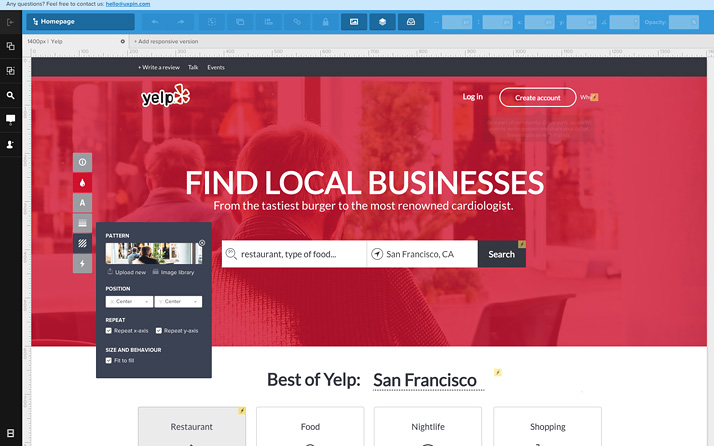 Any questions? Feel free to contact us: hello@uxpin.com
Homepage
Opacity:
1400px | Yelp
+ Add responsive version
+ Write a review Talk Events
yelp
Log in
Create account
Why
FIND LOCAL BUSINESSES
From the tastiest burger to the most renowned cardiologist.
A
restaurant, type of food...
San Francisco, CA
Search
PATTERN
Upload new
Image library
POSITION
Center
Center
REPEAT
Repeat x-axis
Repeat y-axis
SIZE AND BEHAVIOUR
Fit to fill
Best of Yelp: San Francisco
Restaurant
Food
Nightlife
Shopping